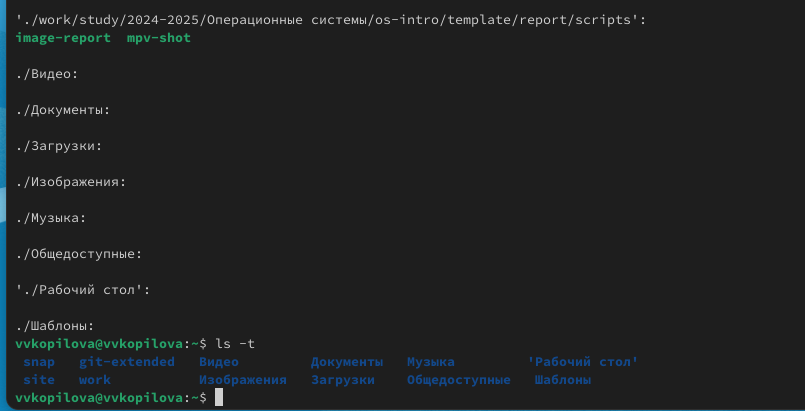 './work/study/2024-2025/Операционные системы/os-intro/template/report/scripts':
image-report  mpv-shot
./Видео:
./Документы:
./Загрузки:
./Изображения:
./Музыка:
./Общедоступные:
'./Рабочий стол':
./Шаблоны:
vvkopilova@vvkopilova:~$ ls -t
snap   git-extended   Видео         Документы   Музыка         'Рабочий стол'
site   work           Изображения   Загрузки    Общедоступные   Шаблоны
vvkopilova@vvkopilova:~$